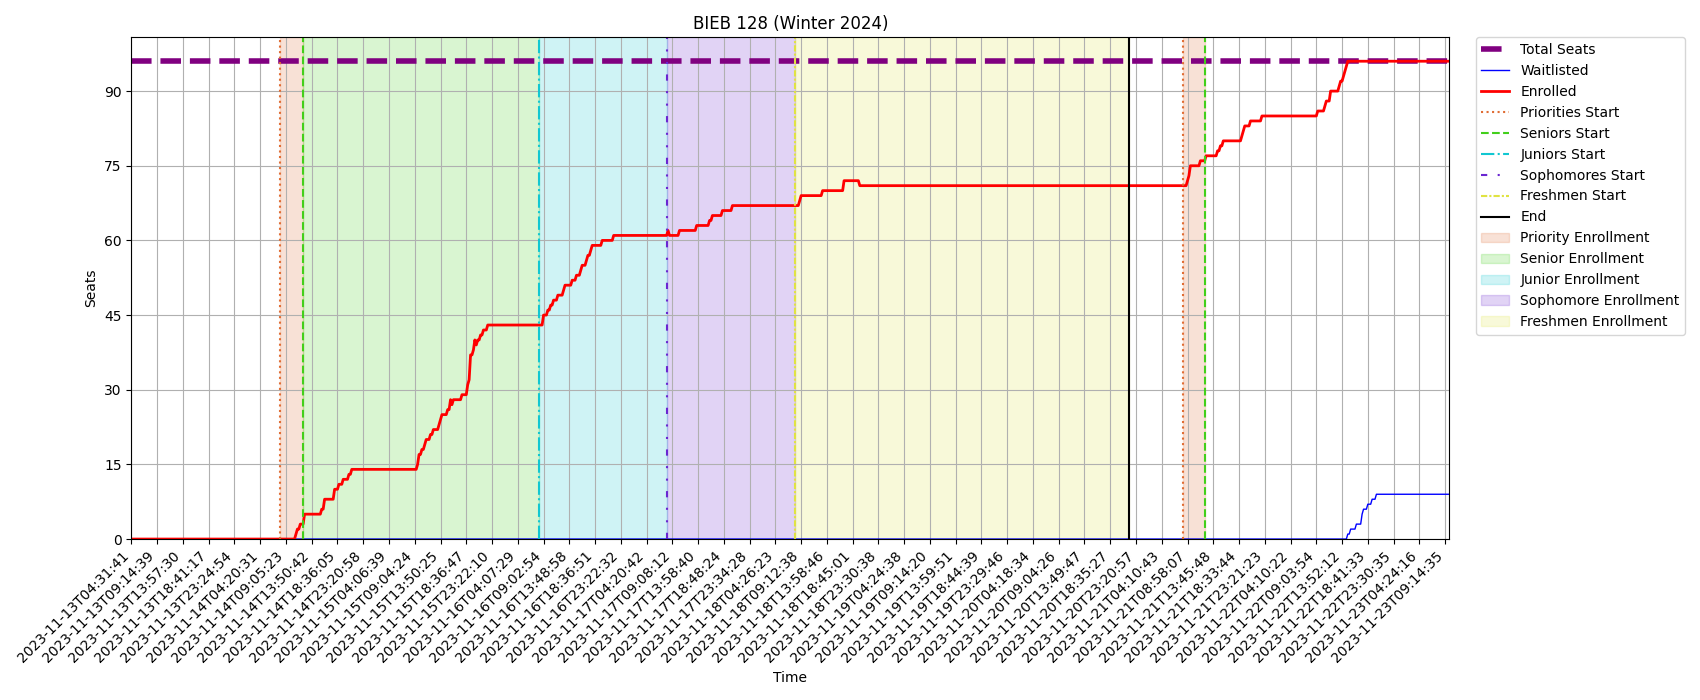 BIEB 128 (Winter 2024)
Total Seats
Waitlisted
Enrolled
Priorities Start
Seniors Start
Juniors Start
Sophomores Start
Freshmen Start
End
Priority Enrollment
Senior Enrollment
Junior Enrollment
Sophomore Enrollment
Freshmen Enrollment
Seats
90
75
60
45
30
15
0
2023-11-13T04:31:41
2023-11-13T09:14:39
2023-11-13T13:57:30
2023-11-13T18:41:17
2023-11-13T23:24:54
2023-11-14T04:20:31
2023-11-14T09:05:23
2023-11-14T13:50:42
2023-11-14T18:36:05
2023-11-14T23:20:58
2023-11-15T04:06:39
2023-11-15T09:04:24
2023-11-15T13:50:25
2023-11-15T18:36:47
2023-11-15T23:22:10
2023-11-16T04:07:29
2023-11-16T09:02:54
2023-11-16T13:48:58
2023-11-16T18:36:51
2023-11-16T23:22:32
2023-11-17T04:20:42
2023-11-17T09:08:12
2023-11-17T13:58:40
2023-11-17T18:48:24
2023-11-17T23:34:28
2023-11-18T04:26:23
2023-11-18T09:12:38
2023-11-18T13:58:46
2023-11-18T18:45:01
2023-11-18T23:30:38
2023-11-19T04:24:38
2023-11-19T09:14:20
2023-11-19T13:59:51
2023-11-19T18:44:39
2023-11-19T23:29:46
2023-11-20T04:18:34
2023-11-20T09:04:26
2023-11-20T13:49:47
2023-11-20T18:35:27
2023-11-20T23:20:57
2023-11-21T04:10:43
2023-11-21T08:58:07
2023-11-21T13:45:48
2023-11-21T18:33:44
2023-11-21T23:21:23
2023-11-22T04:10:22
2023-11-22T09:03:54
2023-11-22T13:52:12
2023-11-22T18:41:33
2023-11-22T23:30:35
2023-11-23T04:24:16
2023-11-23T09:14:35
Time